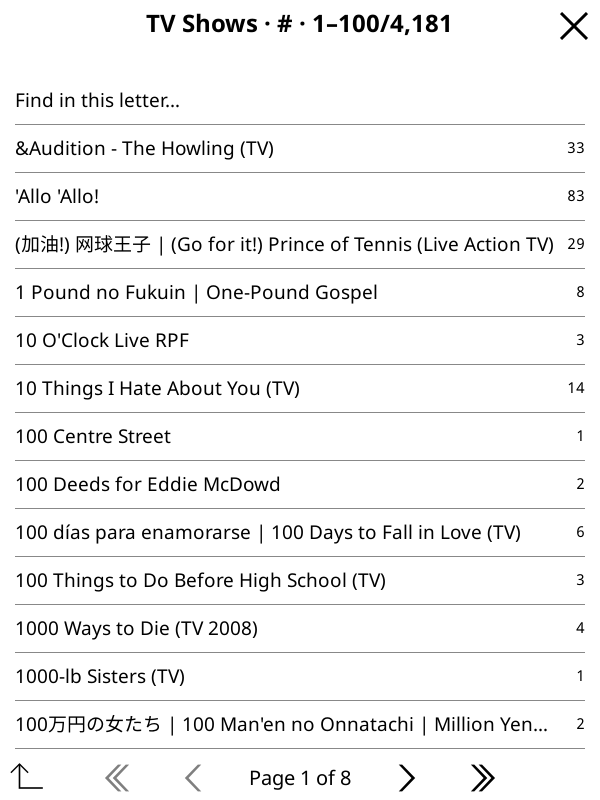 TV Shows · # · 1–100/4,181
Find in this letter...
&Audition - The Howling (TV) 33
'Allo 'Allo! 83
(加油!) 网球王子 | (Go for it!) Prince of Tennis (Live Action TV) 29
1 Pound no Fukuin | One-Pound Gospel 8
10 O'Clock Live RPF 3
10 Things I Hate About You (TV) 14
100 Centre Street 1
100 Deeds for Eddie McDowd 2
100 días para enamorarse | 100 Days to Fall in Love (TV) 6
100 Things to Do Before High School (TV) 3
1000 Ways to Die (TV 2008) 4
1000-lb Sisters (TV) 1
100万円の女たち | 100 Man'en no Onnatachi | Million Yen... 2
Page 1 of 8